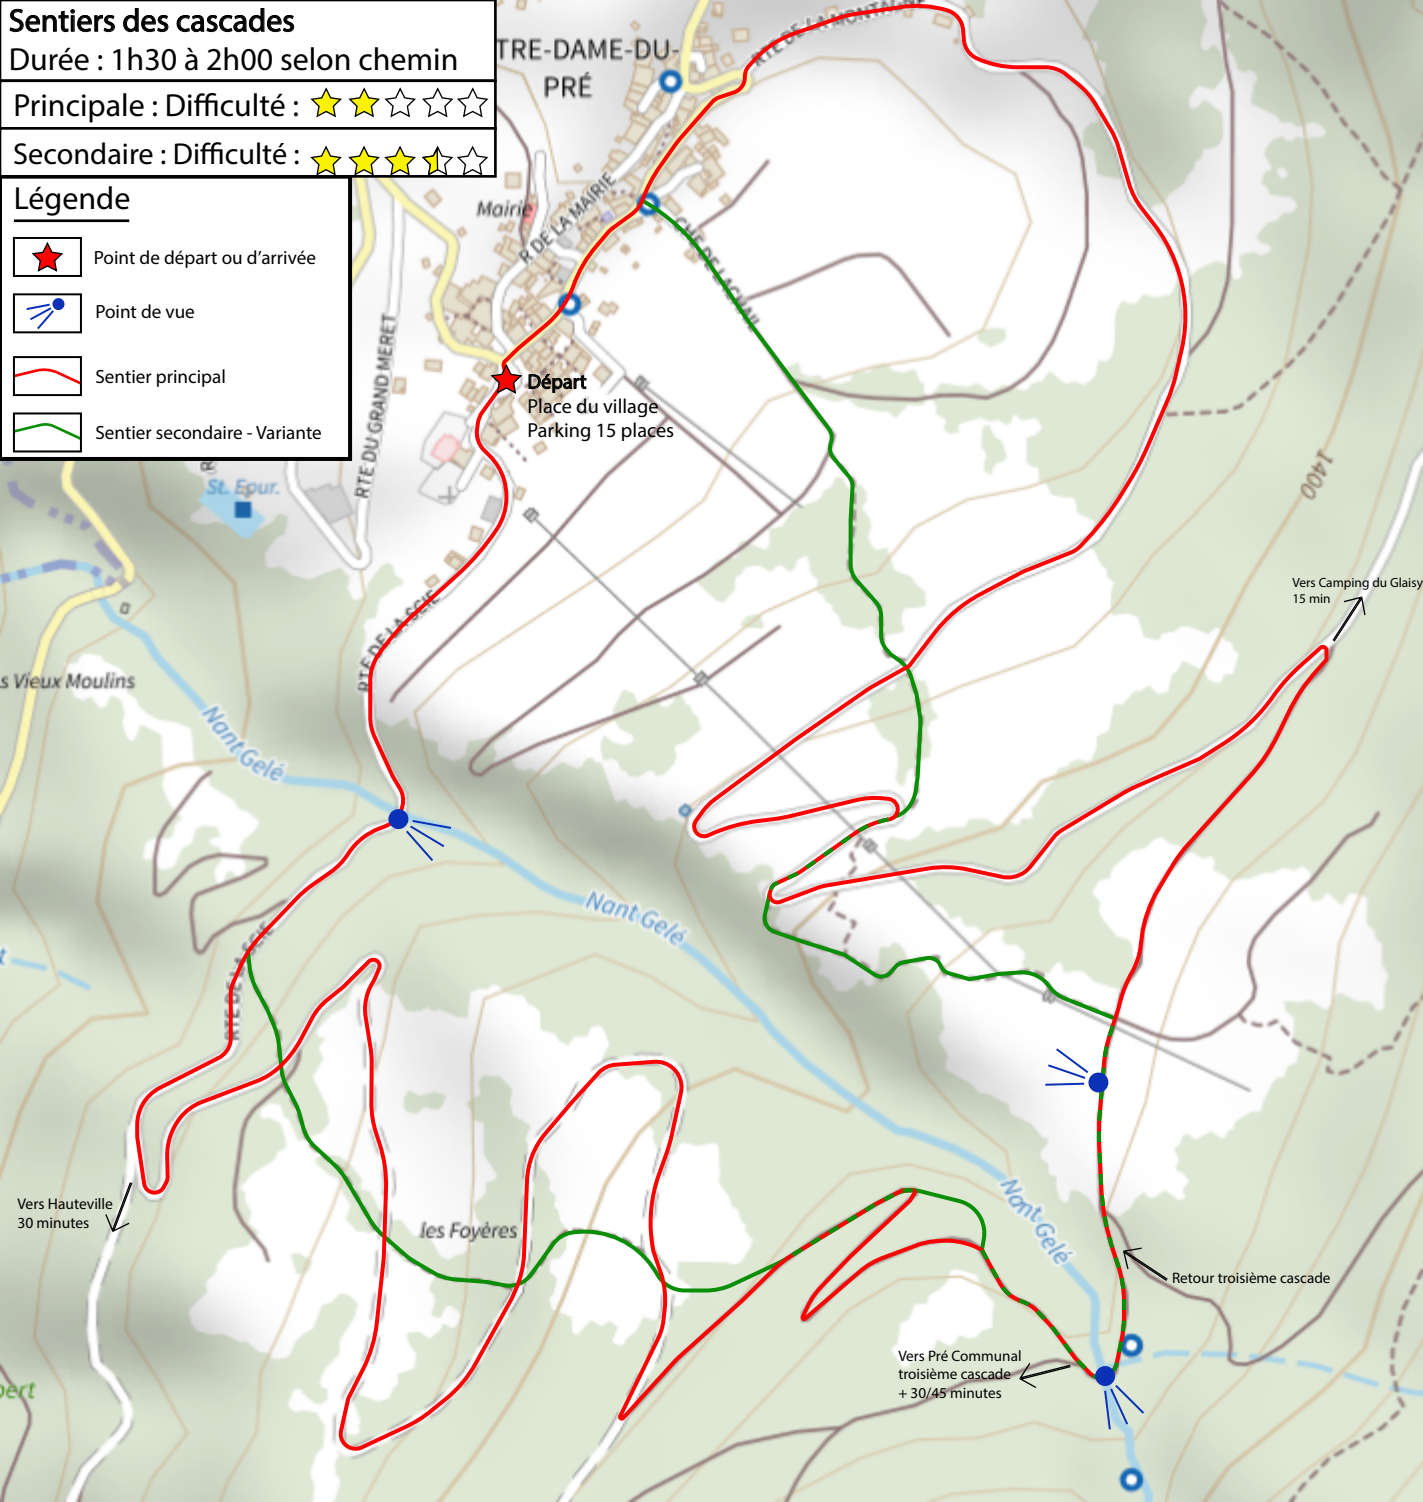 Sentiers des cascades
Durée : 1h30 à 2h00 selon chemin
Principale : Difficulté :
Secondaire : Difficulté :
Légende
Point de départ ou d'arrivée
Point de vue
Sentier principal
Sentier secondaire - Variante
TRE-DAME-DU-
PRÉ
RTE DE LA MONTAGNE
Mairie
R DE LA MAIRIE
RTE DU GRAND MERET
Départ
Place du village
Parking 15 places
St. Epur.
RTE DE LA SCIE
1400
Vers Camping du Glaisy
15 min
s Vieux Moulins
Nant Gelé
Nant Gelé
RTE DE LA SCIE
Vers Hauteville
30 minutes
les Foyères
Nant Gelé
Retour troisième cascade
Vers Pré Communal
troisième cascade
+ 30/45 minutes